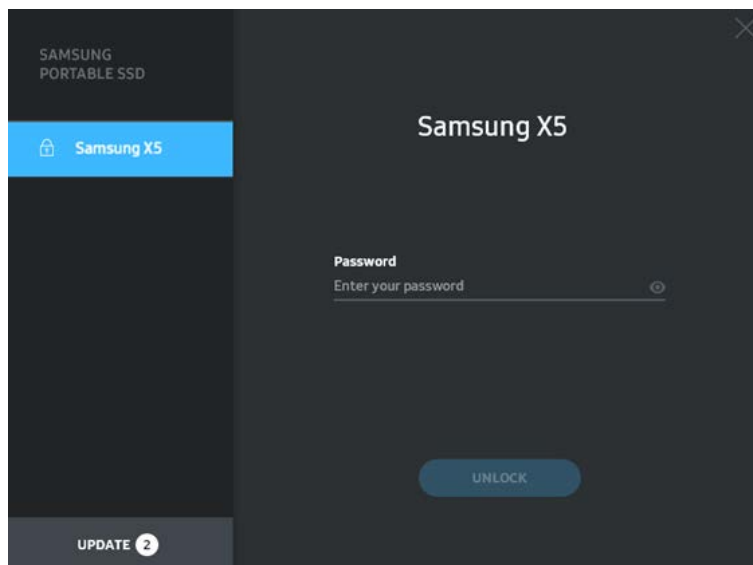 SAMSUNG
PORTABLE SSD
Samsung X5
Samsung X5
Password
Enter your password
UNLOCK
UPDATE 2